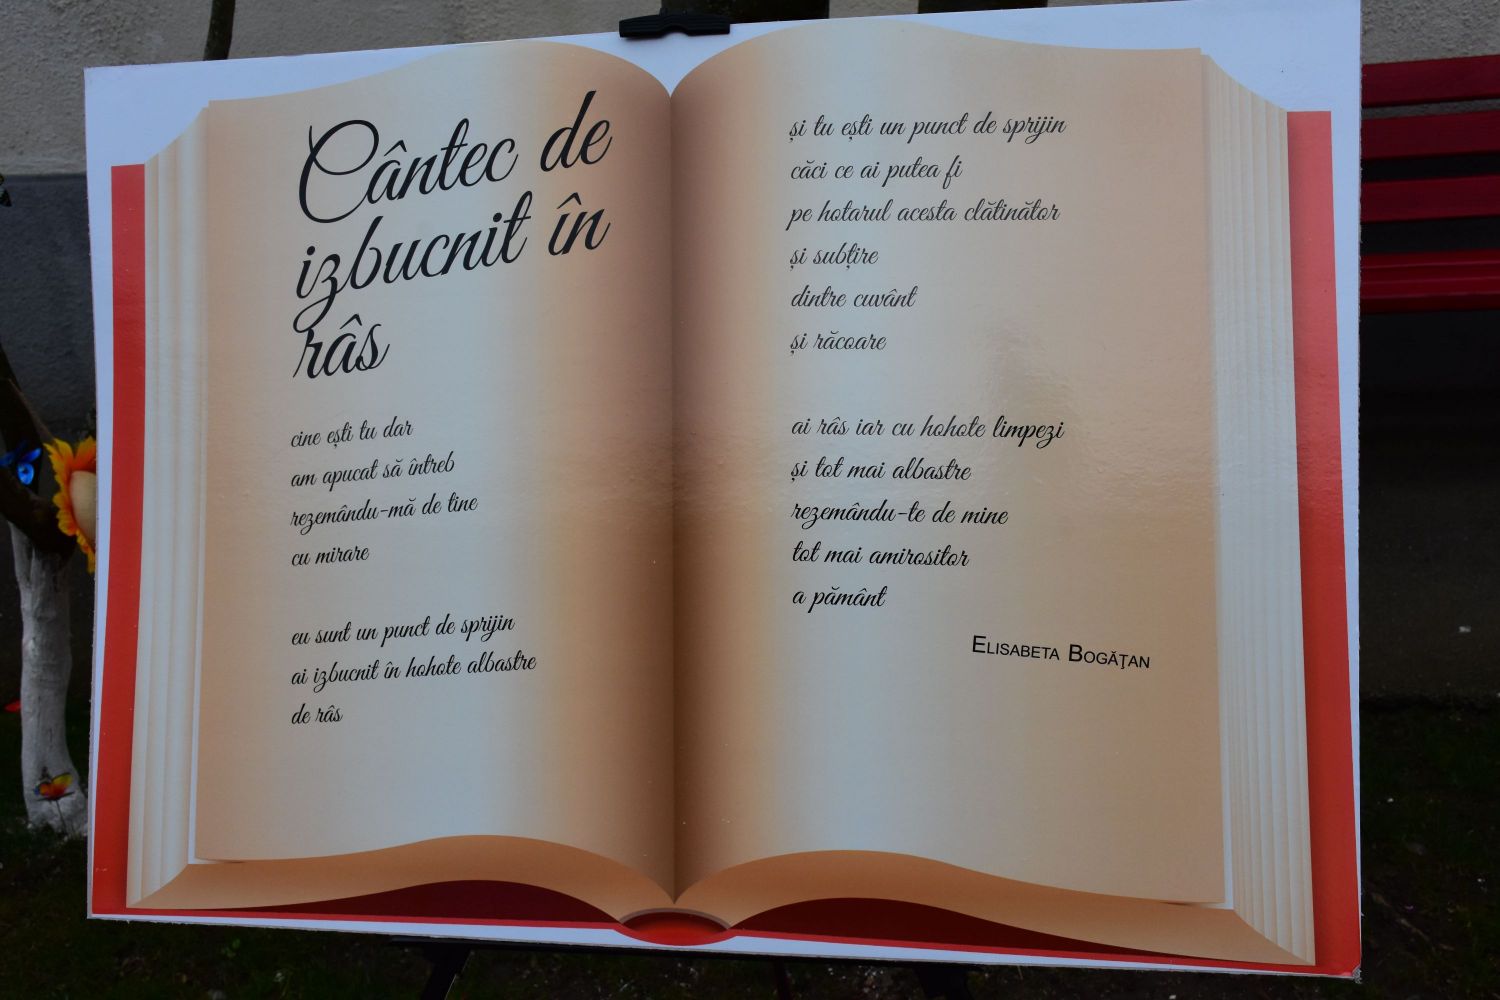 Cântec de
izbucnit în
râs
cine ești tu dar
am apucat să întreb
rezemându-mă de tine
cu mirare
eu sunt un punct de sprijin
ai izbucnit în hohote albastre
de râs
și tu ești un punct de sprijin
căci ce ai putea fi
pe hotarul acesta clătinător
și subțire
dintre cuvânt
și răcoare
ai râs iar cu hohote limpezi
și tot mai albastre
rezemându-te de mine
tot mai amirositor
a pământ
Elisabeta Bogăţan